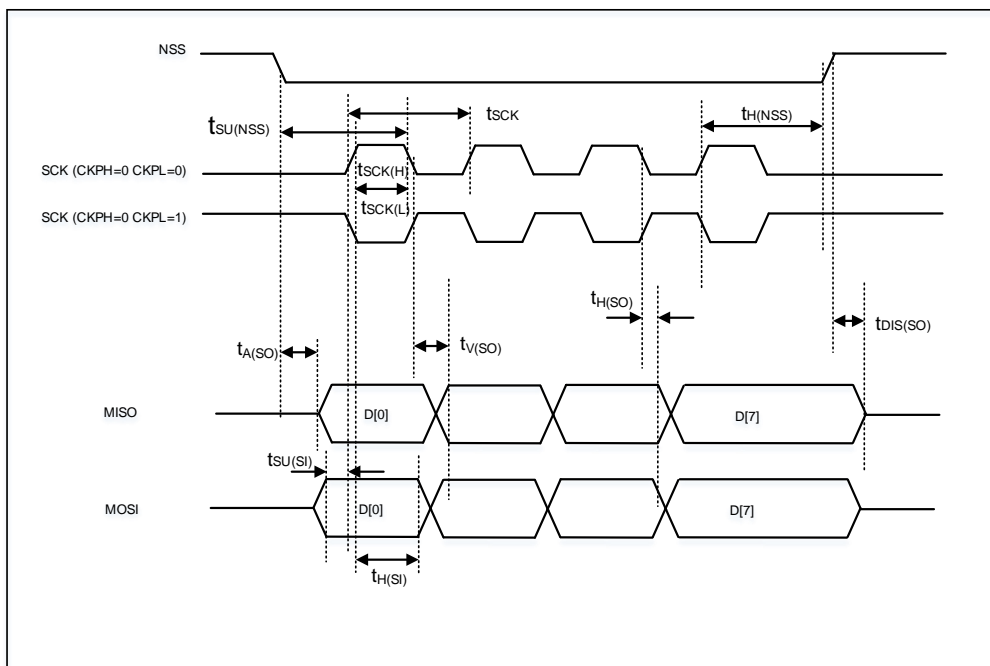 NSS
tSCK
tH(NSS)
tSU(NSS)
SCK (CKPH=0 CKPL=0)
tSCK(H)
tSCK(L)
SCK (CKPH=0 CKPL=1)
tH(SO)
tDIS(SO)
tV(SO)
tA(SO)
MISO
D[0]
D[7]
tSU(SI)
MOSI
D[0]
D[7]
tH(SI)